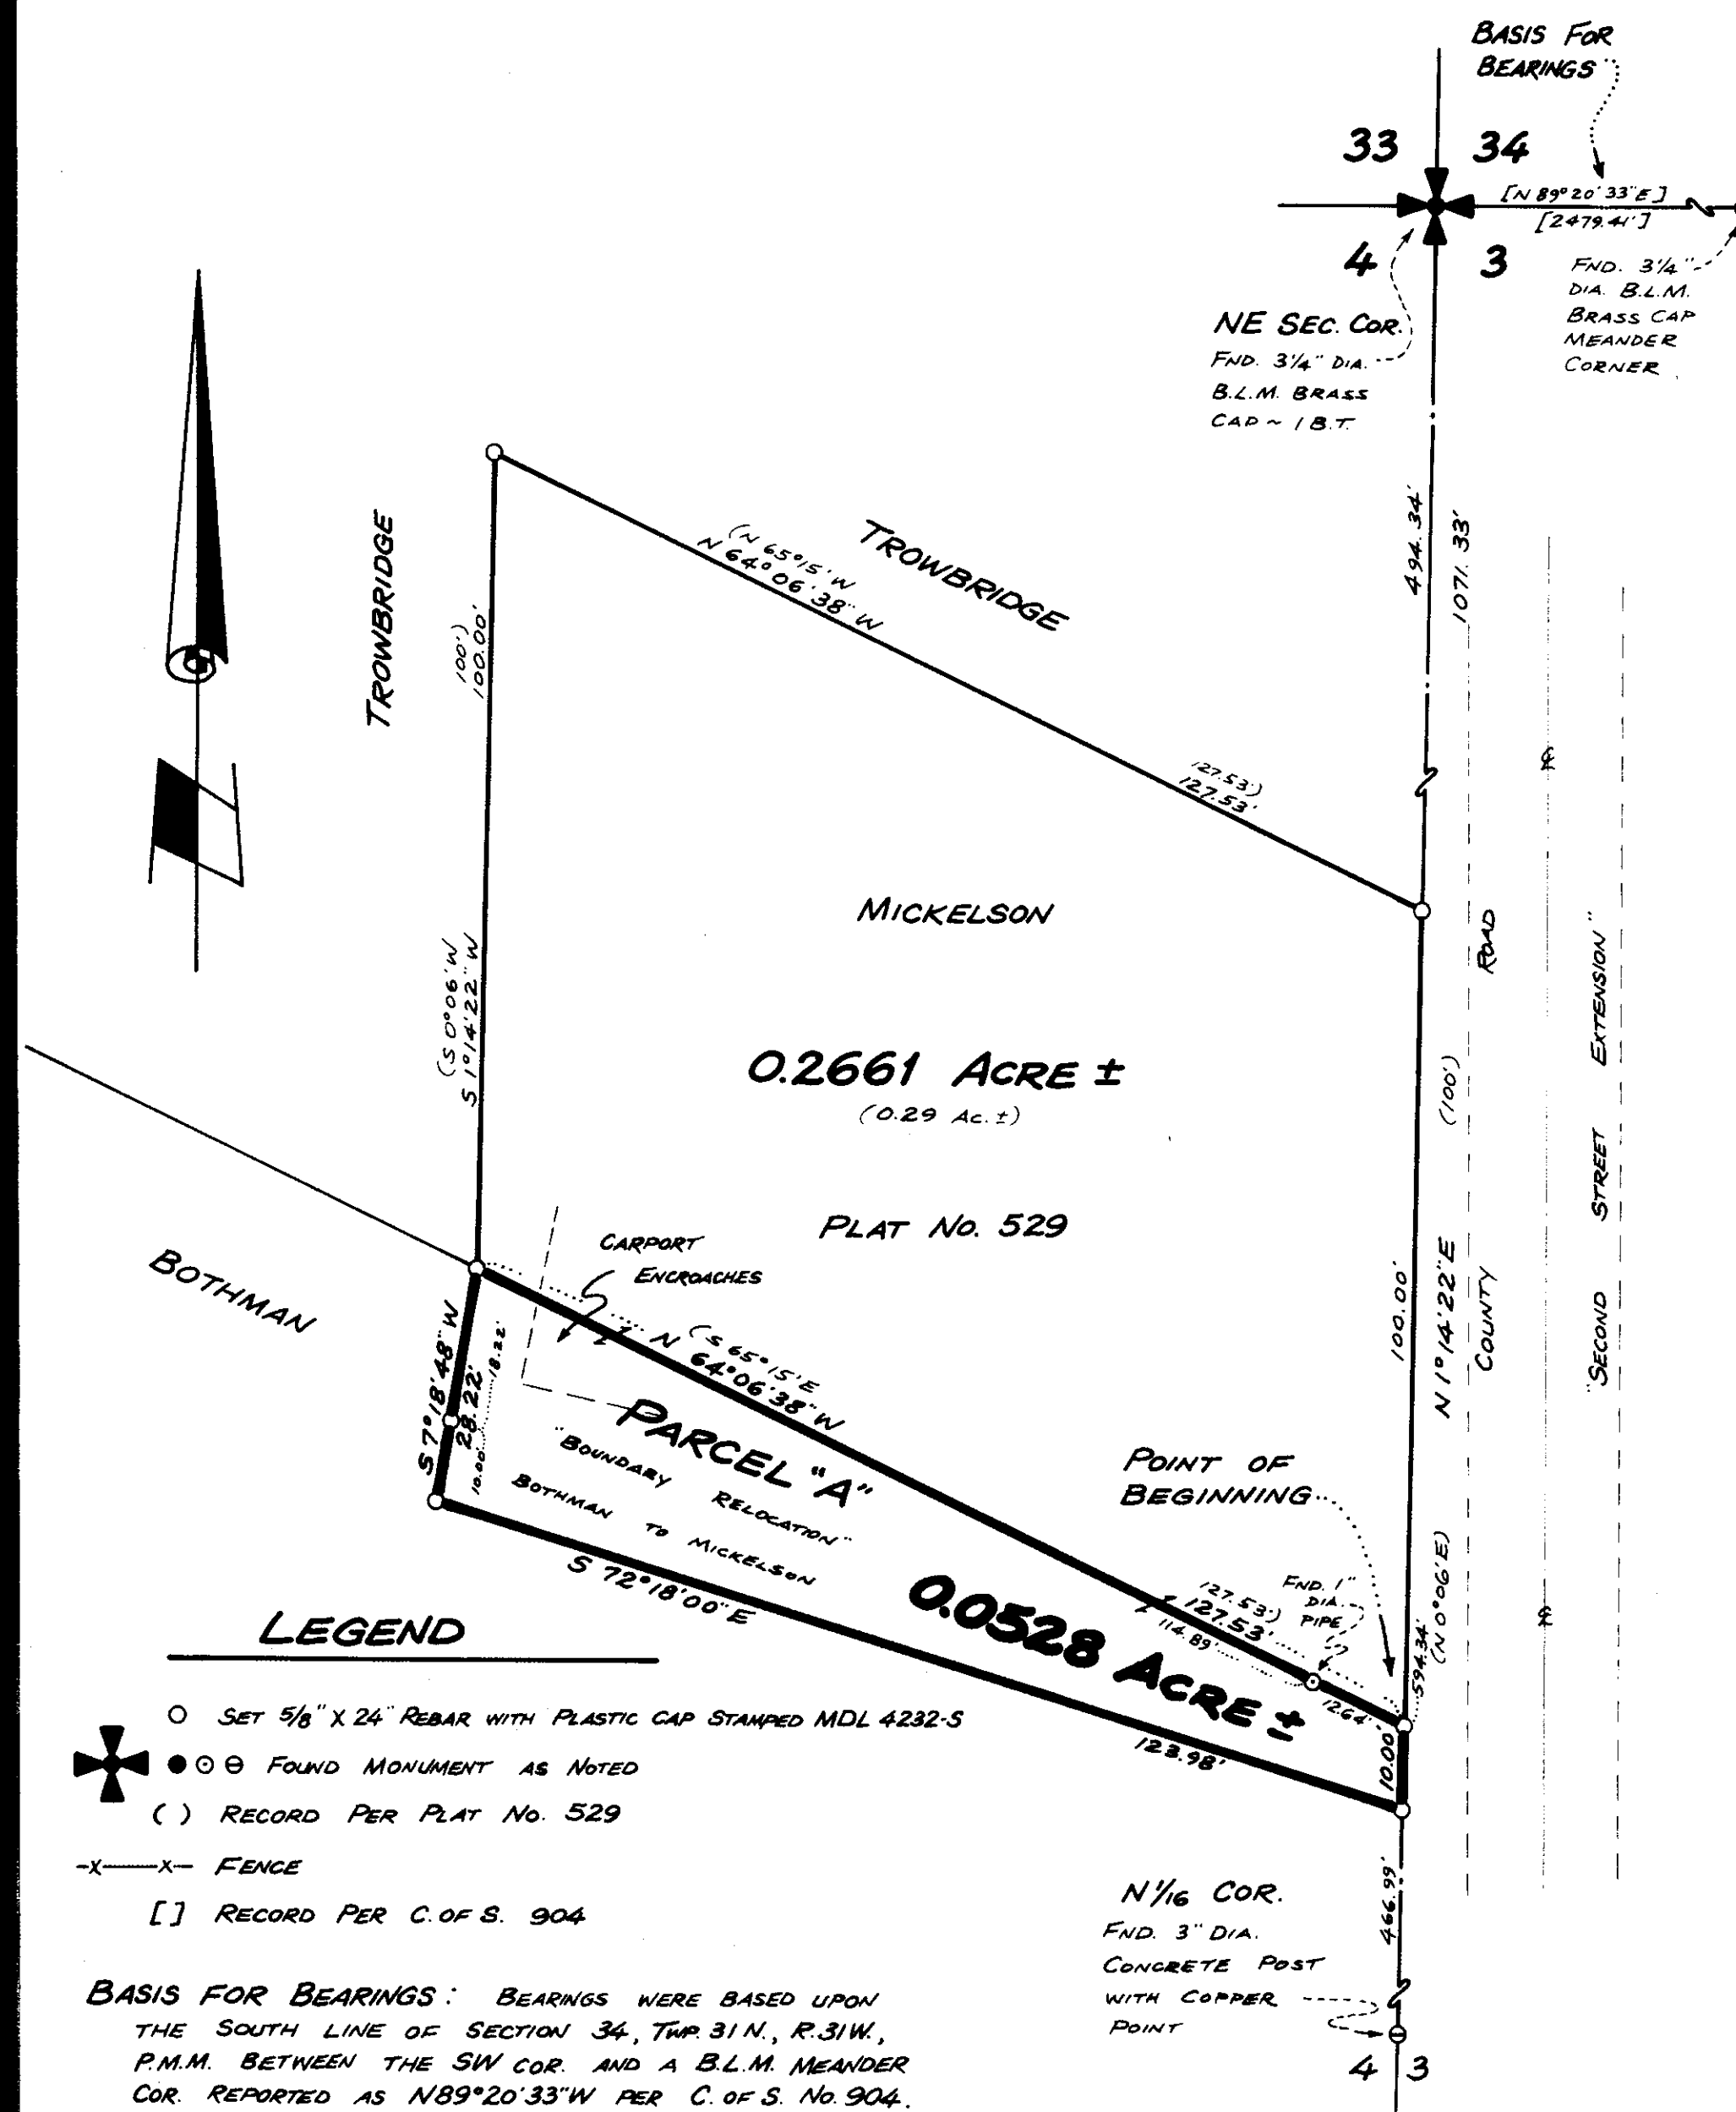 BASIS FOR
BEARINGS
33
34
[N 89°20'33"E]
[2479.41']
4
3
NE SEC. COR.
FND. 3¼" DIA.
B.L.M. BRASS
CAP ~ 1 B.T.
FND. 3¼"
DIA. B.L.M.
BRASS CAP
MEANDER
CORNER
TROWBRIDGE
TROWBRIDGE
(N 65°15'W
N 64°06'38"W
127.53')
127.53'
100')
100.00'
(S 0°06'W
S 1°14'22"W
494.34'
1071.33'
MICKELSON
0.2661 ACRE ±
(0.29 AC. ±)
PLAT NO. 529
COUNTY ROAD
"SECOND STREET EXTENSION"
(100')
100.00'
N 1°14'22"E
(N 0°06'E)
594.34'
BOTHMAN
CARPORT
ENCROACHES
(S 65°15'E
N 64°06'38"W
S 7°18'48"W
28.22'
18.22'
10.00'
PARCEL "A"
"BOUNDARY RELOCATION"
BOTHMAN TO MICKELSON
S 72°18'00"E
0.0528 ACRE ±
123.98'
POINT OF
BEGINNING
FND. 1"
DIA.
PIPE
127.53')
127.53'
114.89'
12.64'
10.00'
466.99'
LEGEND
SET 5/8" X 24" REBAR WITH PLASTIC CAP STAMPED MDL 4232-S
FOUND MONUMENT AS NOTED
( ) RECORD PER PLAT NO. 529
-X——X— FENCE
[ ] RECORD PER C. OF S. 904
N 1/16 COR.
FND. 3" DIA.
CONCRETE POST
WITH COPPER
POINT
4 3
BASIS FOR BEARINGS: BEARINGS WERE BASED UPON
THE SOUTH LINE OF SECTION 34, TWP. 31 N., R. 31 W.,
P.M.M. BETWEEN THE SW COR. AND A B.L.M. MEANDER
COR. REPORTED AS N89°20'33"W PER C. OF S. NO. 904.